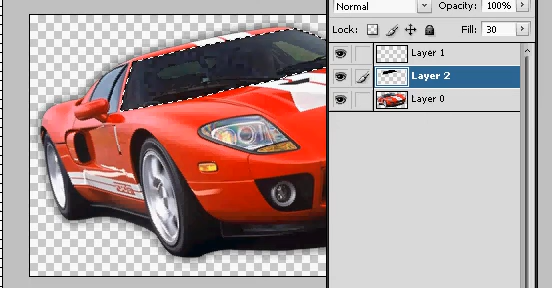 Normal Opacity: 100%
Lock: Fill: 30
Layer 1
Layer 2
Layer 0